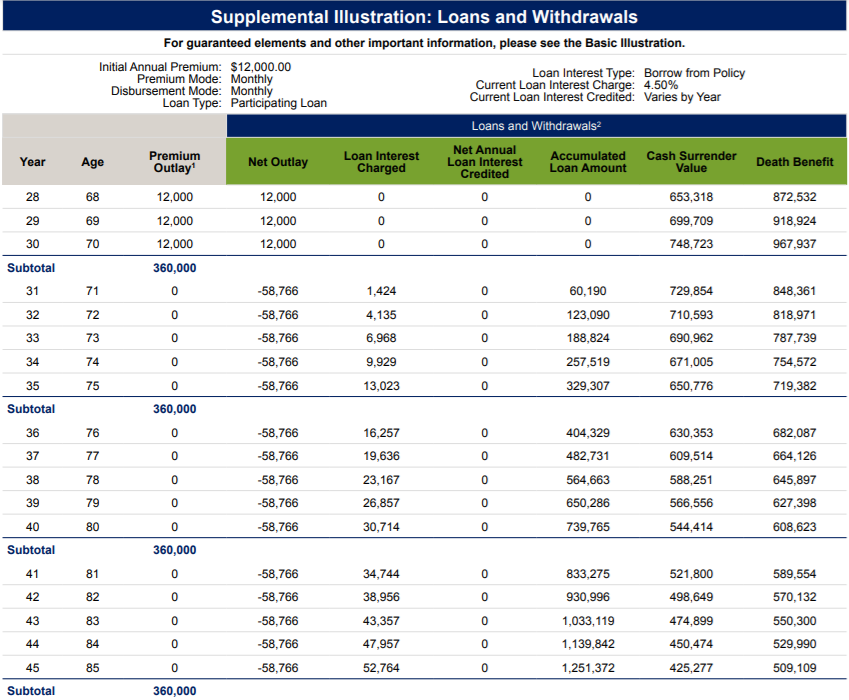 Supplemental Illustration: Loans and Withdrawals
For guaranteed elements and other important information, please see the Basic Illustration.
Initial Annual Premium: $12,000.00
Premium Mode: Monthly
Disbursement Mode: Monthly
Loan Type: Participating Loan
Loan Interest Type: Borrow from Policy
Current Loan Interest Charge: 4.50%
Current Loan Interest Credited: Varies by Year
Loans and Withdrawals²
Year Age Premium Outlay¹ Net Outlay Loan Interest Charged Net Annual Loan Interest Credited Accumulated Loan Amount Cash Surrender Value Death Benefit
28 68 12,000 12,000 0 0 0 653,318 872,532
29 69 12,000 12,000 0 0 0 699,709 918,924
30 70 12,000 12,000 0 0 0 748,723 967,937
Subtotal 360,000
31 71 0 -58,766 1,424 0 60,190 729,854 848,361
32 72 0 -58,766 4,135 0 123,090 710,593 818,971
33 73 0 -58,766 6,968 0 188,824 690,962 787,739
34 74 0 -58,766 9,929 0 257,519 671,005 754,572
35 75 0 -58,766 13,023 0 329,307 650,776 719,382
Subtotal 360,000
36 76 0 -58,766 16,257 0 404,329 630,353 682,087
37 77 0 -58,766 19,636 0 482,731 609,514 664,126
38 78 0 -58,766 23,167 0 564,663 588,251 645,897
39 79 0 -58,766 26,857 0 650,286 566,556 627,398
40 80 0 -58,766 30,714 0 739,765 544,414 608,623
Subtotal 360,000
41 81 0 -58,766 34,744 0 833,275 521,800 589,554
42 82 0 -58,766 38,956 0 930,996 498,649 570,132
43 83 0 -58,766 43,357 0 1,033,119 474,899 550,300
44 84 0 -58,766 47,957 0 1,139,842 450,474 529,990
45 85 0 -58,766 52,764 0 1,251,372 425,277 509,109
Subtotal 360,000